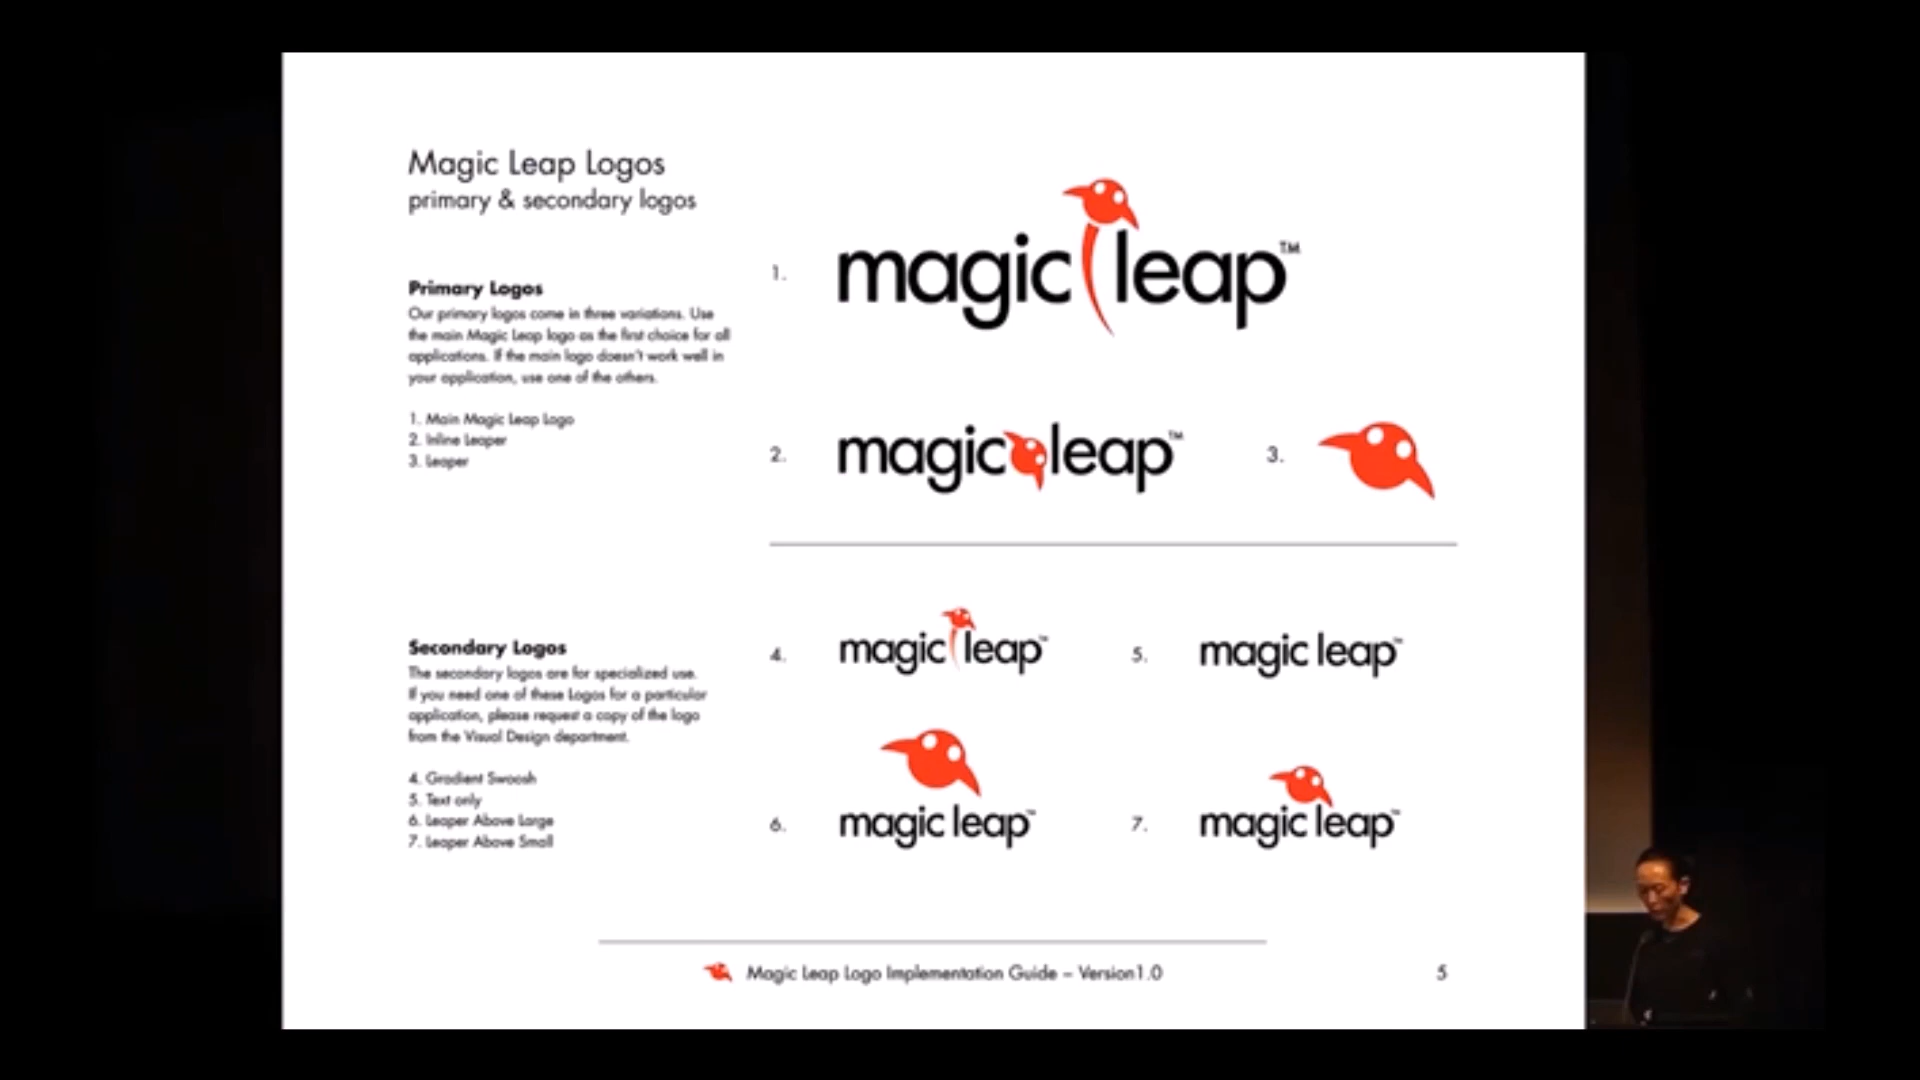 Magic Leap Logos
primary & secondary logos
Primary Logos
Our primary logos come in three variations. Use
the main Magic Leap logo as the first choice for all
applications. If the main logo doesn't work well in
your application, use one of the others.
1. Main Magic Leap Logo
2. Inline Leaper
3. Leaper
1. magic leap™
2. magic leap™
3.
Secondary Logos
The secondary logos are for specialized use.
If you need one of these Logos for a particular
application, please request a copy of the logo
from the Visual Design department.
4. Gradient Swoosh
5. Text only
6. Leaper Above Large
7. Leaper Above Small
4. magic leap™
5. magic leap™
6. magic leap™
7. magic leap™
Magic Leap Logo Implementation Guide – Version1.0
5